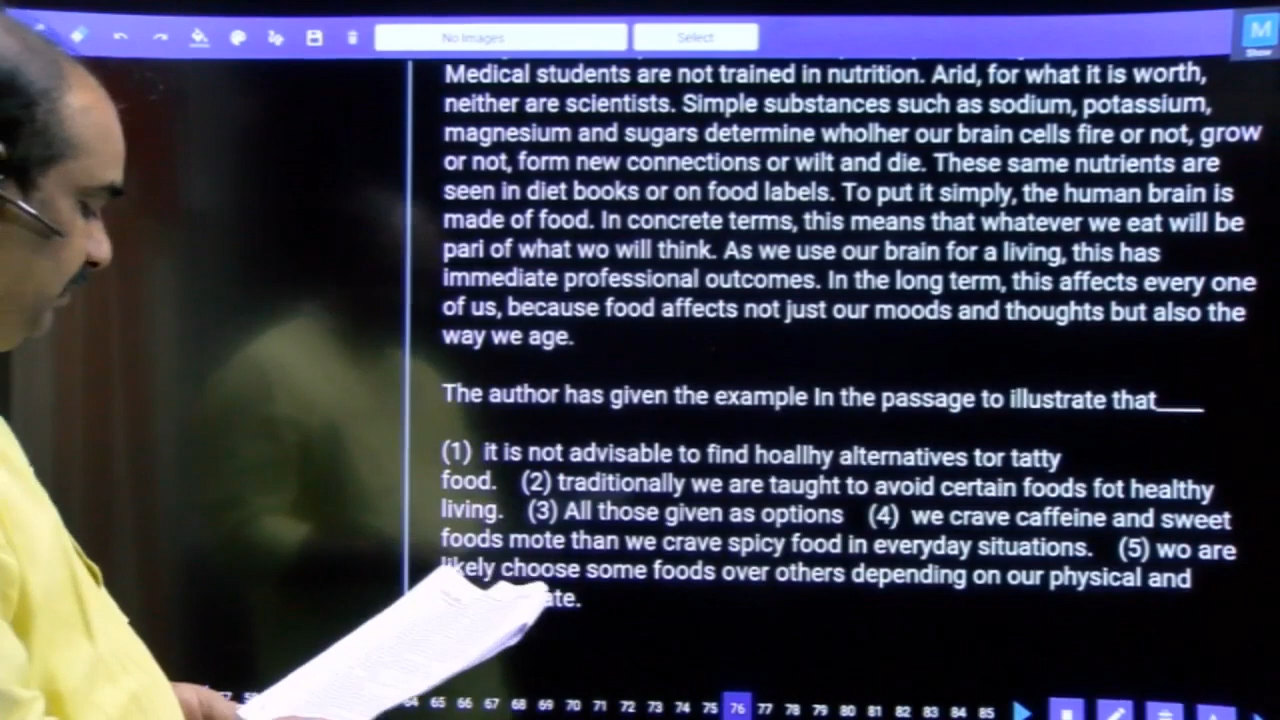 No Images
Select
M
Show
Medical students are not trained in nutrition. Arid, for what it is worth,
neither are scientists. Simple substances such as sodium, potassium,
magnesium and sugars determine wholher our brain cells fire or not, grow
or not, form new connections or wilt and die. These same nutrients are
seen in diet books or on food labels. To put it simply, the human brain is
made of food. In concrete terms, this means that whatever we eat will be
pari of what wo will think. As we use our brain for a living, this has
immediate professional outcomes. In the long term, this affects every one
of us, because food affects not just our moods and thoughts but also the
way we age.
The author has given the example In the passage to illustrate that____
(1) it is not advisable to find hoallhy alternatives tor tatty
food. (2) traditionally we are taught to avoid certain foods fot healthy
living. (3) All those given as options (4) we crave caffeine and sweet
foods mote than we crave spicy food in everyday situations. (5) wo are
likely choose some foods over others depending on our physical and
65 66 67 68 69 70 71 72 73 74 75 76 77 78 79 80 81 82 83 84 85